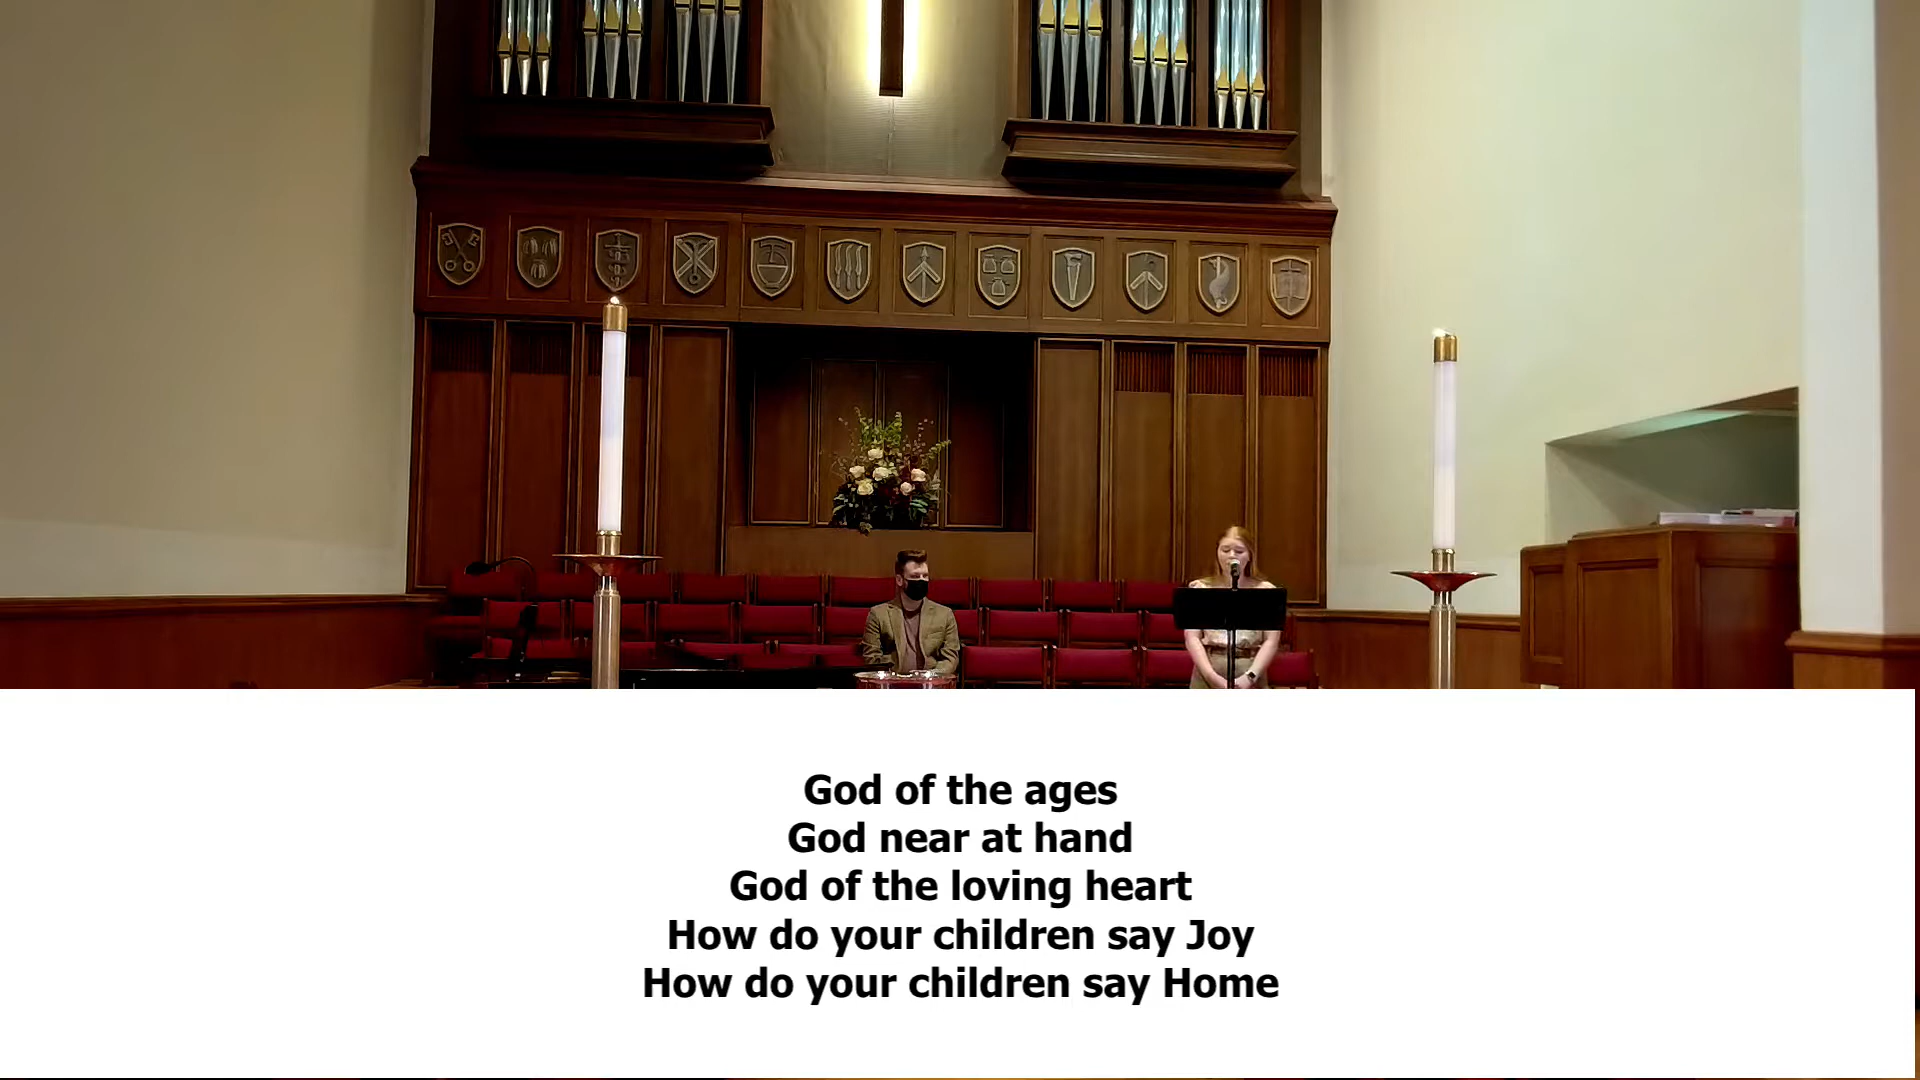 God of the ages
God near at hand
God of the loving heart
How do your children say Joy
How do your children say Home